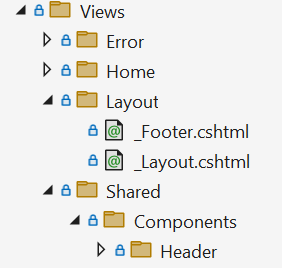 Views
Error
Home
Layout
_Footer.cshtml
_Layout.cshtml
Shared
Components
Header